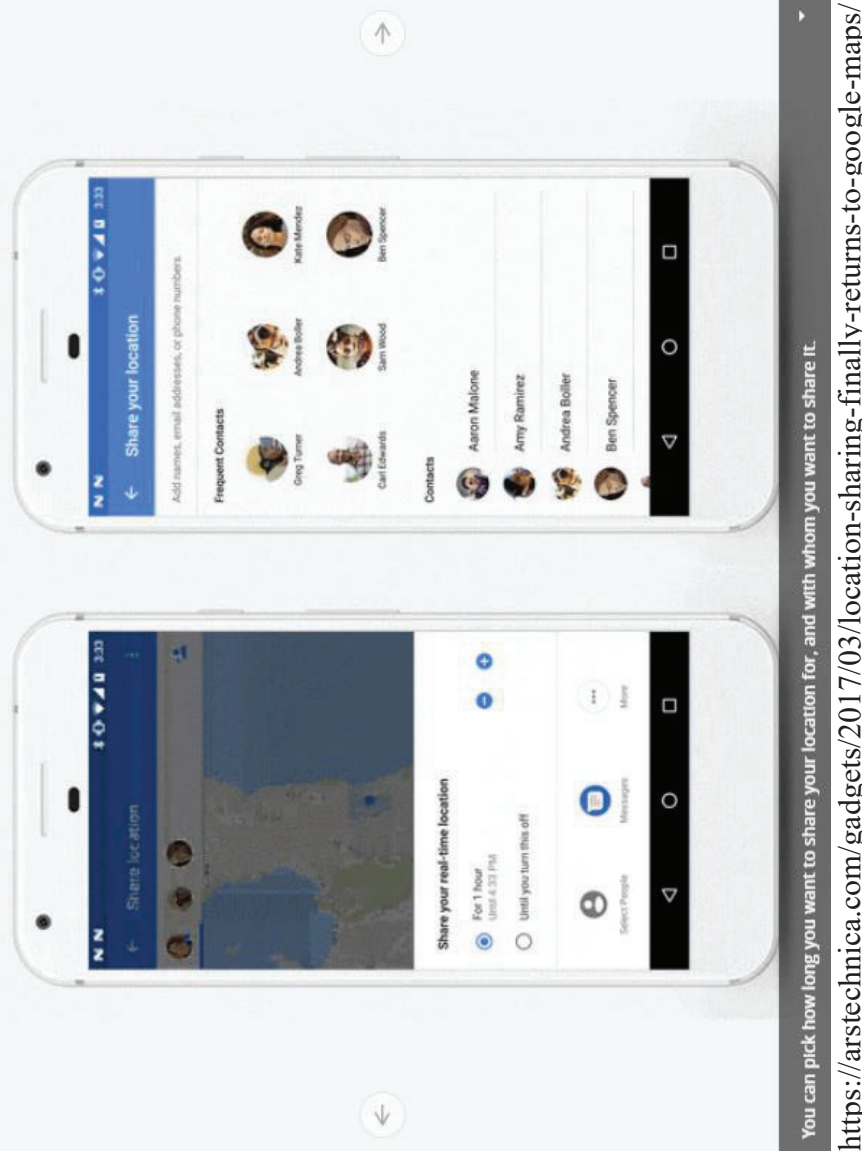 N N
3:33
Share location
Share your real-time location
For 1 hour
Until 4:33 PM
Until you turn this off
Select People
Messages
More
N N
3:33
Share your location
Add names, email addresses, or phone numbers
Frequent Contacts
Greg Turner
Andrea Boller
Kate Mendez
Carl Edwards
Sam Wood
Ben Spencer
Contacts
Aaron Malone
Amy Ramirez
Andrea Boller
Ben Spencer
You can pick how long you want to share your location for, and with whom you want to share it.
https://arstechnica.com/gadgets/2017/03/location-sharing-finally-returns-to-google-maps/